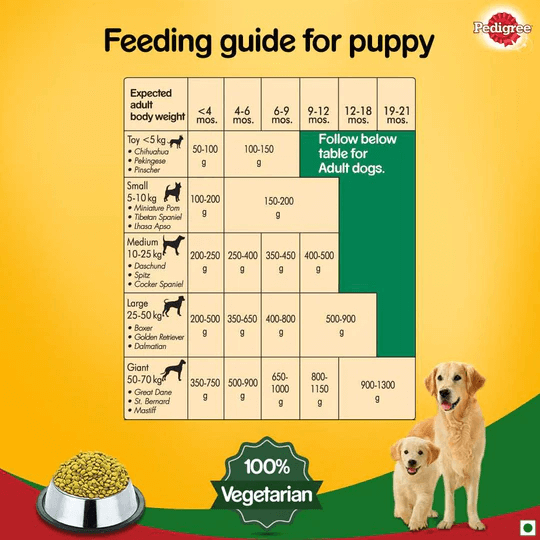 Pedigree
Feeding guide for puppy
Expected
adult
body weight
<4
mos.
4-6
mos.
6-9
mos.
9-12
mos.
12-18
mos.
19-21
mos.
Toy <5 kg
• Chihuahua
• Pekingese
• Pinscher
50-100
g
100-150
g
Follow below
table for
Adult dogs.
Small
5-10 kg
• Miniature Pom
• Tibetan Spaniel
• Lhasa Apso
100-200
g
150-200
g
Medium
10-25 kg
• Daschund
• Spitz
• Cocker Spaniel
200-250
g
250-400
g
350-450
g
400-500
g
Large
25-50 kg
• Boxer
• Golden Retriever
• Dalmatian
200-500
g
350-650
g
400-800
g
500-900
g
Giant
50-70 kg
• Great Dane
• St. Bernard
• Mastiff
350-750
g
500-900
g
650-
1000
g
800-
1150
g
900-1300
g
100%
Vegetarian